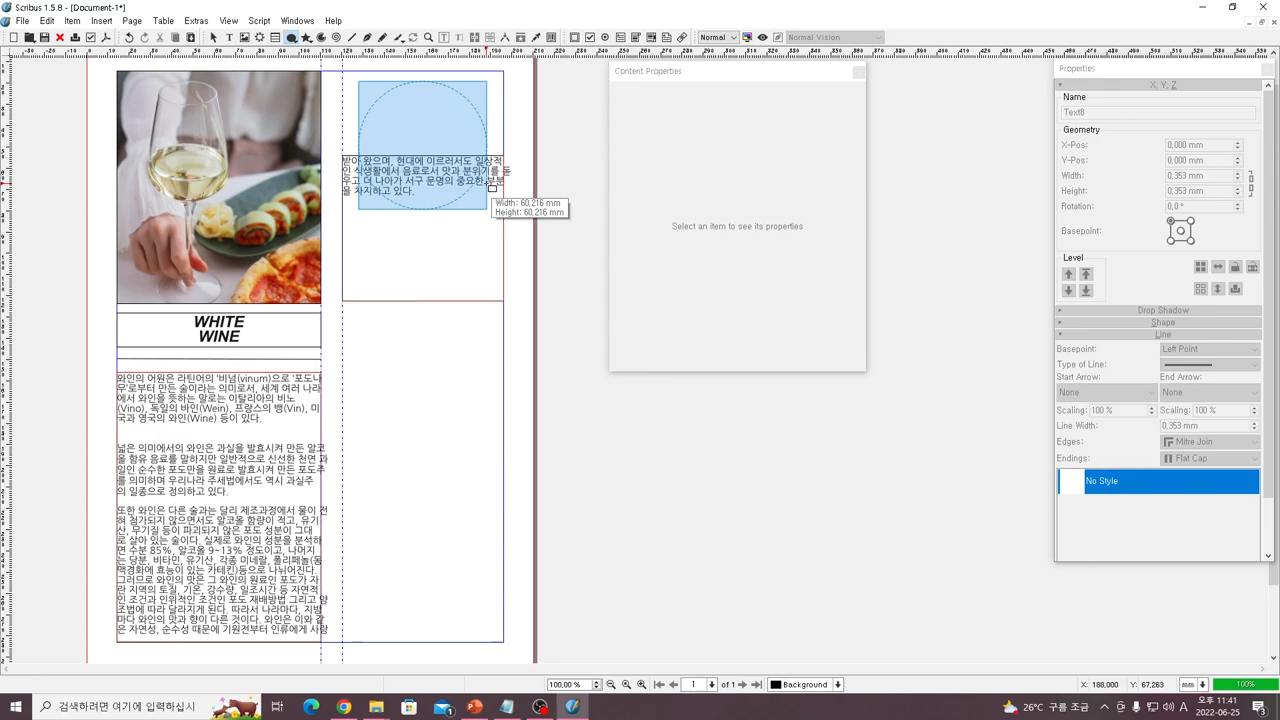 Scribus 1.5.8 - [Document-1*]
File Edit Item Insert Page Table Extras View Script Windows Help
Normal
Normal Vision
Content Properties
Select an item to see its properties
받아 왔으며, 현대에 이르러서도 일상적
인 식생활에서 음료로서 맛과 분위기를 돋
우고 더 나아가 서구 문명의 중요한 부분
을 차지하고 있다.
Width: 60,216 mm
Height: 60,216 mm
WHITE
WINE
와인의 어원은 라틴어의 '비넘(vinum)으로 '포도나
무'로부터 만든 술이라는 의미로서, 세계 여러 나라
에서 와인을 뜻하는 말로는 이탈리아의 비노
(Vino), 독일의 바인(Wein), 프랑스의 뱅(Vin), 미
국과 영국의 와인(Wine) 등이 있다.
넓은 의미에서의 와인은 과실을 발효시켜 만든 알코
올 함유 음료를 말하지만 일반적으로 신선한 천연 과
일인 순수한 포도만을 원료로 발효시켜 만든 포도주
를 의미하며 우리나라 주세법에서도 역시 과실주
의 일종으로 정의하고 있다.
또한 와인은 다른 술과는 달리 제조과정에서 물이 전
혀 첨가되지 않으면서도 알코올 함량이 적고, 유기
산, 무기질 등이 파괴되지 않은 포도 성분이 그대
로 살아 있는 술이다. 실제로 와인의 성분을 분석하
면 수분 85%, 알코올 9~13% 정도이고, 나머지
는 당분, 비타민, 유기산, 각종 미네랄, 폴리페놀(동
맥경화에 효능이 있는 카테킨)등으로 나뉘어진다.
그러므로 와인의 맛은 그 와인의 원료인 포도가 자
란 지역의 토질, 기온, 강수량, 일조시간 등 자연적
인 조건과 인위적인 조건인 포도 재배방법 그리고 양
조법에 따라 달라지게 된다. 따라서 나라마다, 지방
마다 와인의 맛과 향이 다른 것이다. 와인은 이와 같
은 자연성, 순수성 때문에 기원전부터 인류에게 사랑
Properties
X, Y, Z
Name
Text8
Geometry
X-Pos: 0,000 mm
Y-Pos: 0,000 mm
Width: 0,353 mm
Height: 0,353 mm
Rotation: 0,0 °
Basepoint:
Level
Drop Shadow
Shape
Line
Basepoint: Left Point
Type of Line:
Start Arrow: End Arrow:
None None
Scaling: 100 % Scaling: 100 %
Line Width: 0,353 mm
Edges: Mitre Join
Endings: Flat Cap
No Style
100,00 % 1 of 1 Background X: 188,000 Y: 67,263 mm 100%
검색하려면 여기에 입력하십시
26°C 구름 조금 A 오후 11:41
2022-06-25